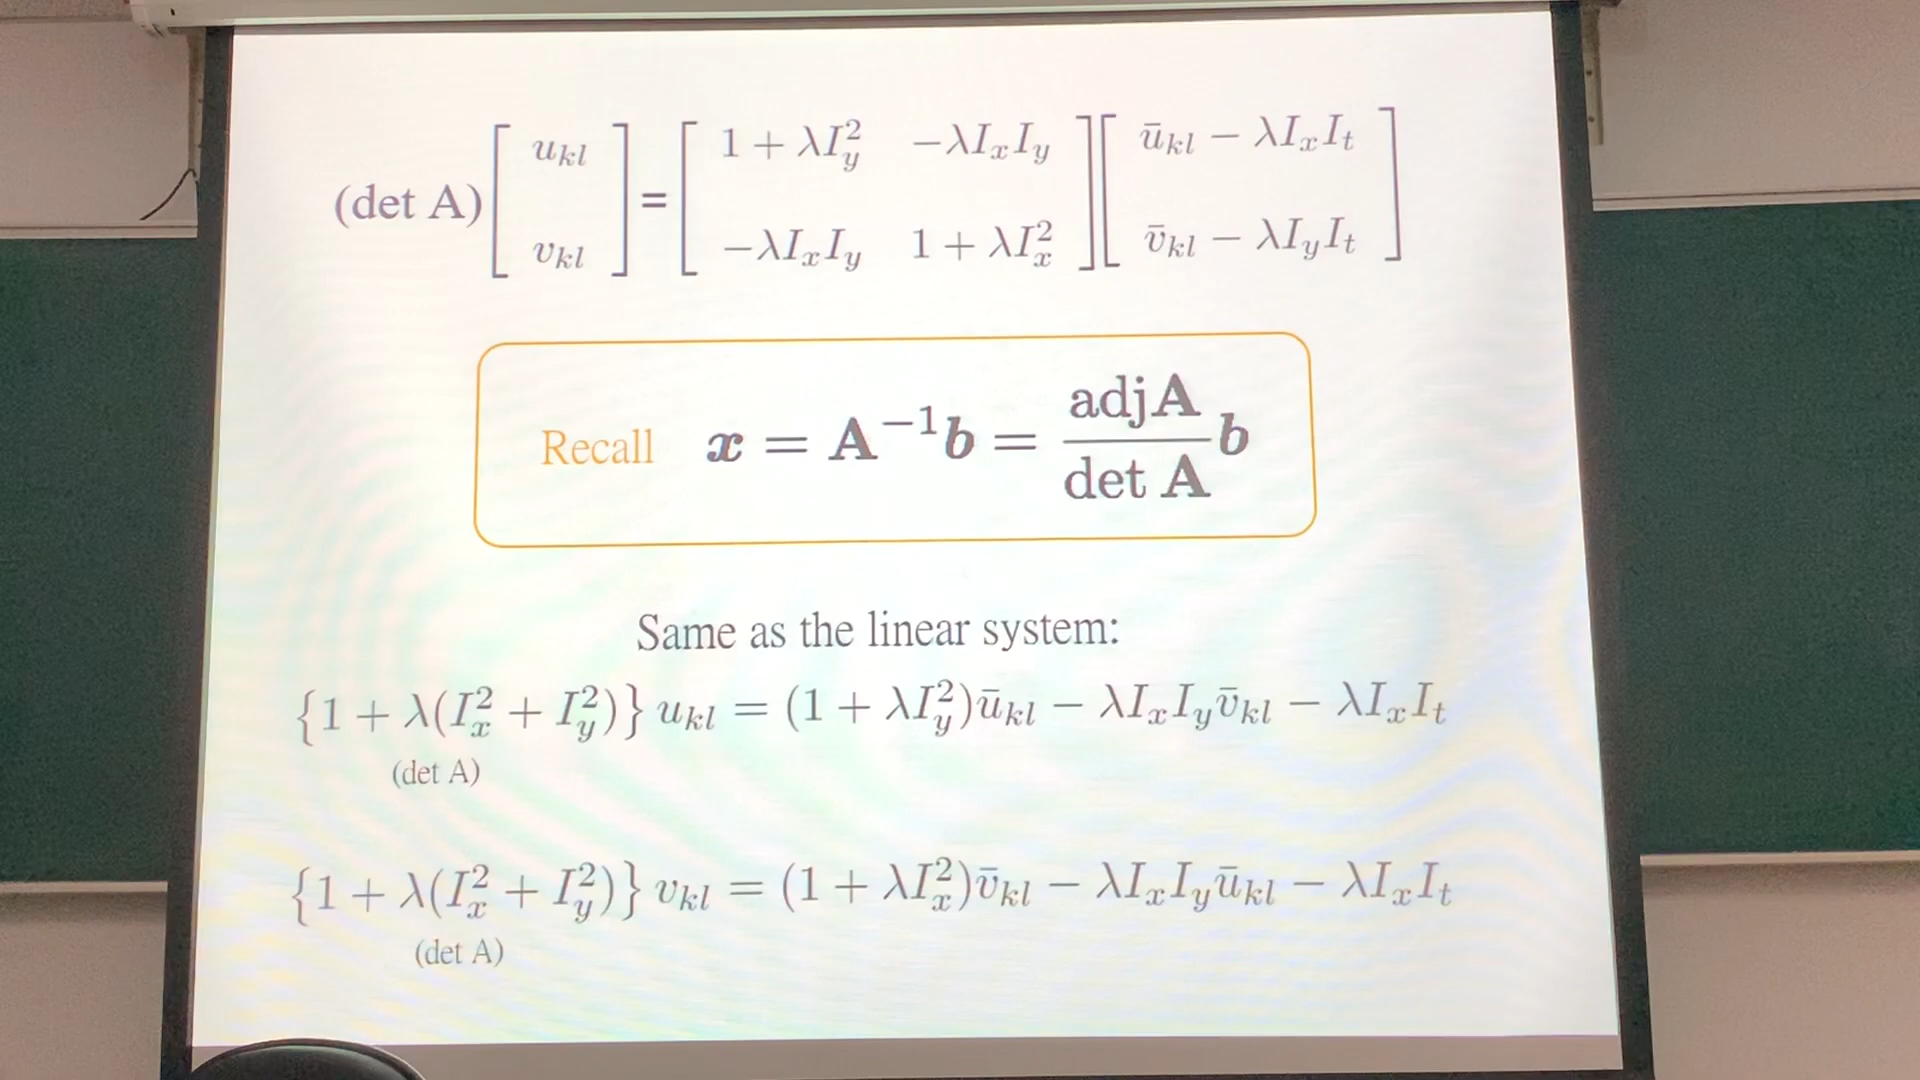 (det A) [ u_{kl} v_{kl} ] = [ 1 + λI_y^2 −λI_xI_y −λI_xI_y 1 + λI_x^2 ] [ ū_{kl} − λI_xI_t v̄_{kl} − λI_yI_t ]
Recall x = A^{−1}b = \frac{adjA}{det A} b
Same as the linear system:
{1 + λ(I_x^2 + I_y^2)} u_{kl} = (1 + λI_y^2)ū_{kl} − λI_xI_yv̄_{kl} − λI_xI_t
(det A)
{1 + λ(I_x^2 + I_y^2)} v_{kl} = (1 + λI_x^2)v̄_{kl} − λI_xI_yū_{kl} − λI_xI_t
(det A)